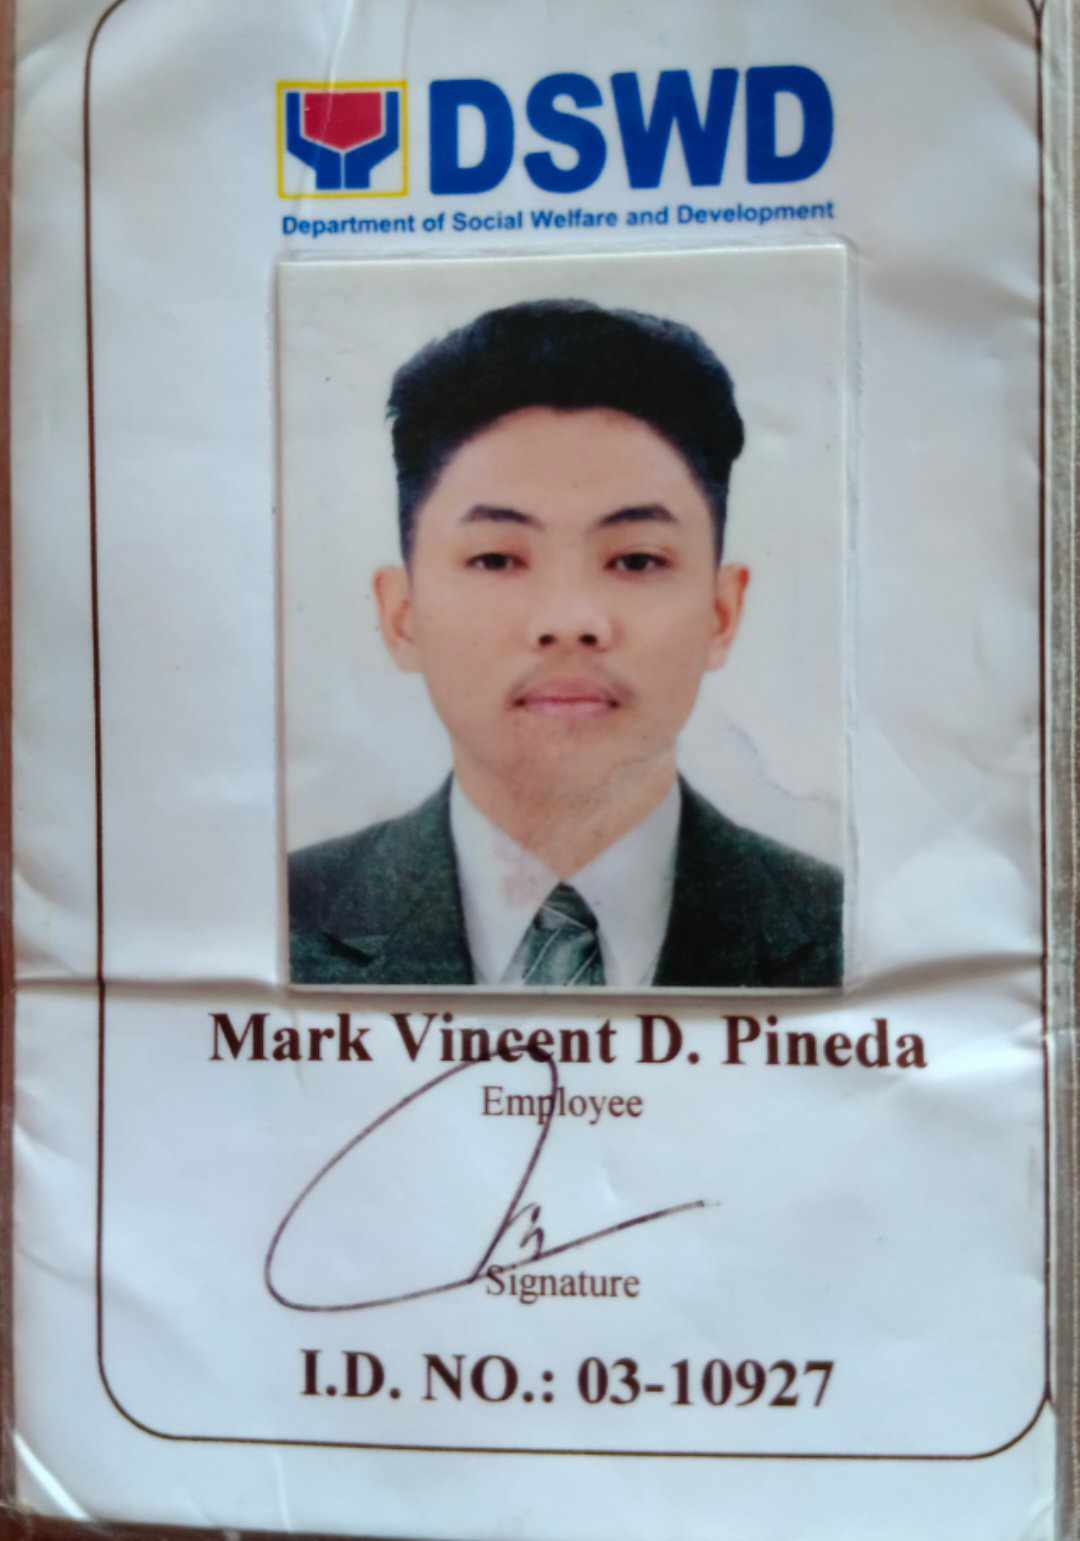 DSWD
Department of Social Welfare and Development
Mark Vincent D. Pineda
Employee
Signature
I.D. NO.: 03-10927